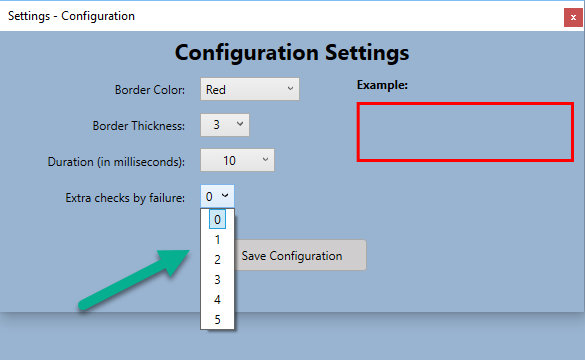 Settings - Configuration
x
Configuration Settings
Border Color: Red
Example:
Border Thickness: 3
Duration (in milliseconds): 10
Extra checks by failure: 0
0
1
2
3
4
5
Save Configuration